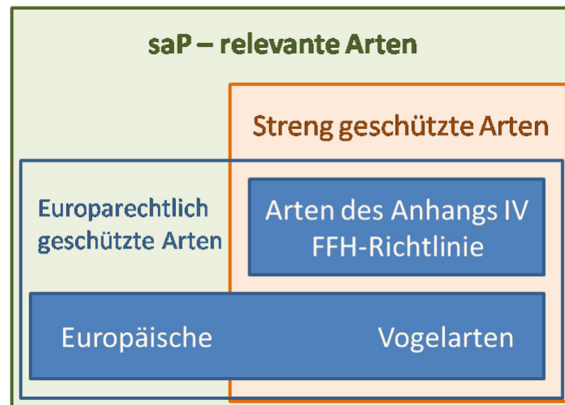 saP – relevante Arten
Streng geschützte Arten
Europarechtlich
geschützte Arten
Arten des Anhangs IV
FFH-Richtlinie
Europäische Vogelarten